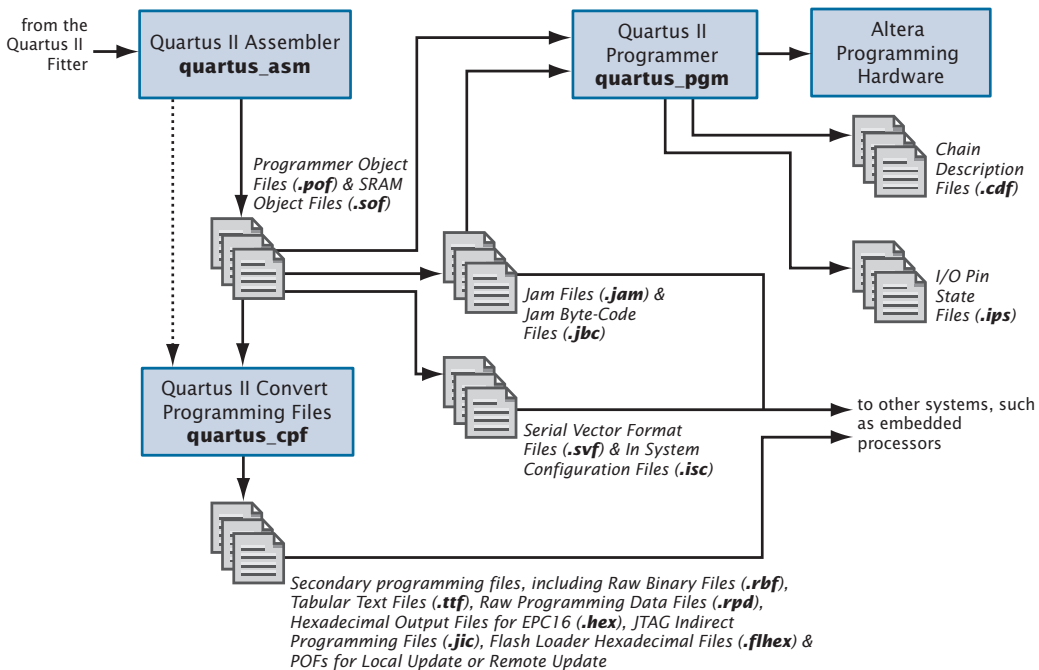 from the
Quartus II
Fitter
Quartus II Assembler
quartus_asm
Quartus II
Programmer
quartus_pgm
Altera
Programming
Hardware
Programmer Object
Files (.pof) & SRAM
Object Files (.sof)
Chain
Description
Files (.cdf)
Jam Files (.jam) &
Jam Byte-Code
Files (.jbc)
I/O Pin
State
Files (.ips)
Quartus II Convert
Programming Files
quartus_cpf
Serial Vector Format
Files (.svf) & In System
Configuration Files (.isc)
to other systems, such
as embedded
processors
Secondary programming files, including Raw Binary Files (.rbf),
Tabular Text Files (.ttf), Raw Programming Data Files (.rpd),
Hexadecimal Output Files for EPC16 (.hex), JTAG Indirect
Programming Files (.jic), Flash Loader Hexadecimal Files (.flhex) &
POFs for Local Update or Remote Update